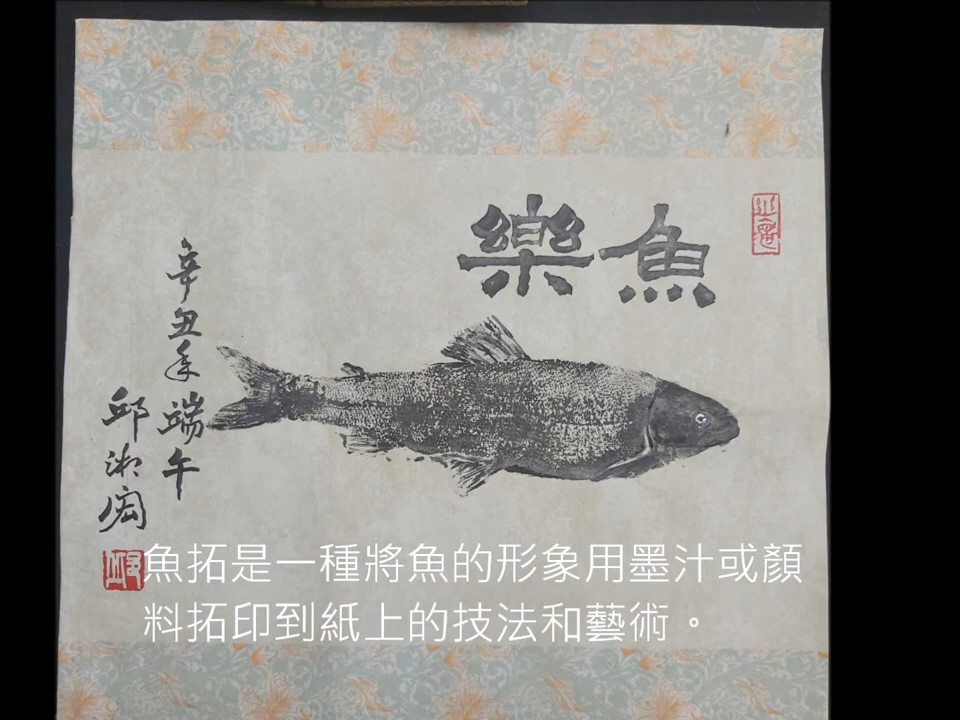 魚樂
辛丑年端午
邱湘
魚拓是一種將魚的形象用墨汁或顏
料拓印到紙上的技法和藝術。